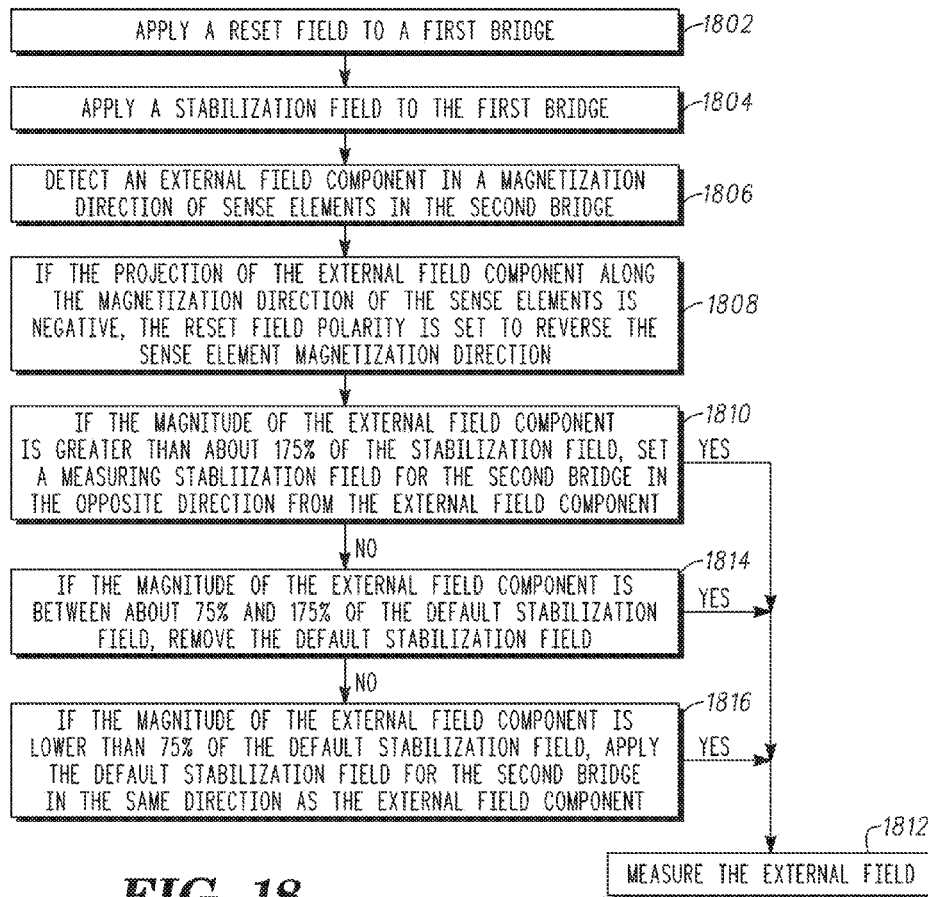 APPLY A RESET FIELD TO A FIRST BRIDGE
1802
APPLY A STABILIZATION FIELD TO THE FIRST BRIDGE
1804
DETECT AN EXTERNAL FIELD COMPONENT IN A MAGNETIZATION
DIRECTION OF SENSE ELEMENTS IN THE SECOND BRIDGE
1806
IF THE PROJECTION OF THE EXTERNAL FIELD COMPONENT ALONG
THE MAGNETIZATION DIRECTION OF THE SENSE ELEMENTS IS
NEGATIVE, THE RESET FIELD POLARITY IS SET TO REVERSE THE
SENSE ELEMENT MAGNETIZATION DIRECTION
1808
IF THE MAGNITUDE OF THE EXTERNAL FIELD COMPONENT
IS GREATER THAN ABOUT 175% OF THE STABILIZATION FIELD, SET
A MEASURING STABLIIZATION FIELD FOR THE SECOND BRIDGE IN
THE OPPOSITE DIRECTION FROM THE EXTERNAL FIELD COMPONENT
1810
YES
NO
IF THE MAGNITUDE OF THE EXTERNAL FIELD COMPONENT IS
BETWEEN ABOUT 75% AND 175% OF THE DEFAULT STABILIZATION
FIELD, REMOVE THE DEFAULT STABILIZATION FIELD
1814
YES
NO
IF THE MAGNITUDE OF THE EXTERNAL FIELD COMPONENT IS
LOWER THAN 75% OF THE DEFAULT STABILIZATION FIELD, APPLY
THE DEFAULT STABILIZATION FIELD FOR THE SECOND BRIDGE
IN THE SAME DIRECTION AS THE EXTERNAL FIELD COMPONENT
1816
YES
1812
MEASURE THE EXTERNAL FIELD
FIG. 18